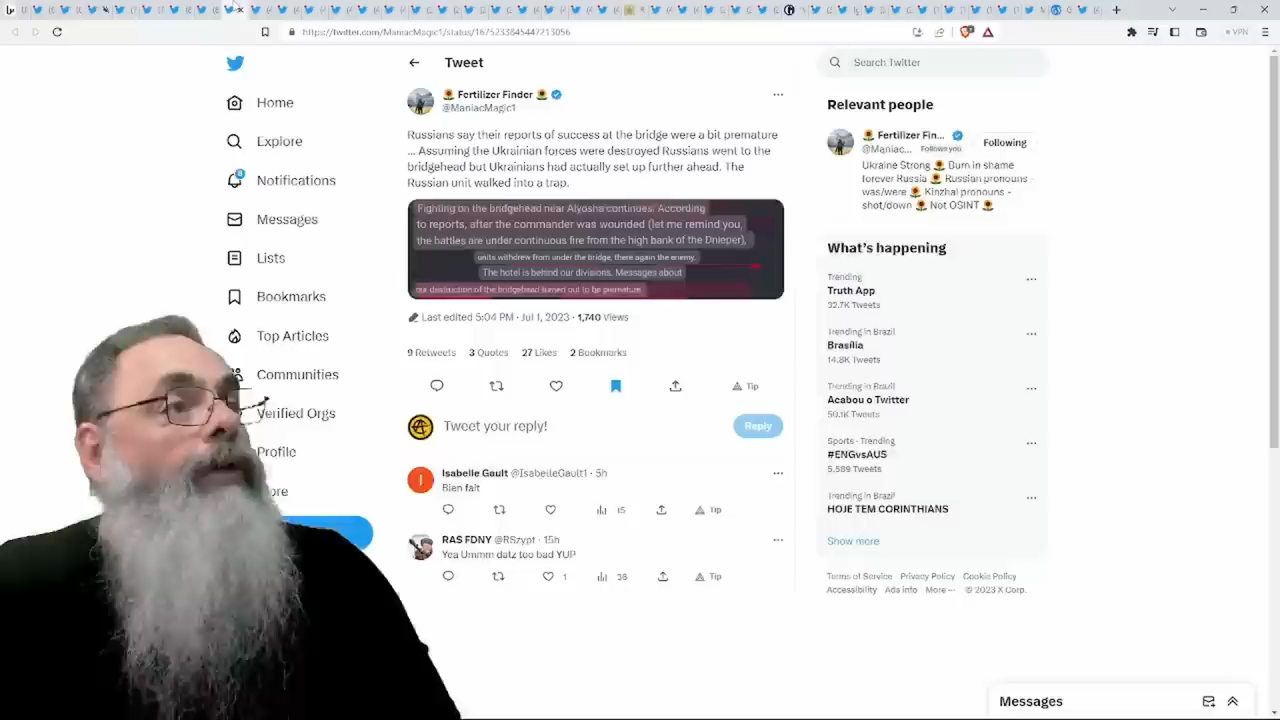 https://twitter.com/ManiacMagic1/status/1675233845447213056
VPN
Home
Explore
Notifications
Messages
Lists
Bookmarks
Top Articles
Communities
Verified Orgs
Profile
Tweet
Fertilizer Finder
@ManiacMagic1
Russians say their reports of success at the bridge were a bit premature
... Assuming the Ukrainian forces were destroyed Russians went to the
bridgehead but Ukrainians had actually set up further ahead. The
Russian unit walked into a trap.
Fighting on the bridgehead near Alyosha continues. According
to reports, after the commander was wounded (let me remind you,
the battles are under continuous fire from the high bank of the Dnieper),
units withdrew from under the bridge, there again the enemy.
The hotel is behind our divisions. Messages about
our destruction of the bridgehead turned out to be premature
Last edited 5:04 PM · Jul 1, 2023 · 1,740 Views
9 Retweets 3 Quotes 27 Likes 2 Bookmarks
Tip
Tweet your reply!
Reply
Isabelle Gault @IsabelleGault1 · 5h
Bien fait
15 Tip
RAS FDNY @RSzypt · 15h
Yea Ummm datz too bad YUP
1 36 Tip
Search Twitter
Relevant people
Fertilizer Fin...
@Maniac... Follows you
Following
Ukraine Strong Burn in shame
forever Russia Russian pronouns -
was/were Kinzhal pronouns -
shot/down Not OSINT
What's happening
Trending
Truth App
32.7K Tweets
Trending in Brazil
Brasília
14.8K Tweets
Trending in Brazil
Acabou o Twitter
50.1K Tweets
Sports · Trending
#ENGvsAUS
5,589 Tweets
Trending in Brazil
HOJE TEM CORINTHIANS
Show more
Terms of Service Privacy Policy Cookie Policy
Accessibility Ads info More ··· © 2023 X Corp.
Messages